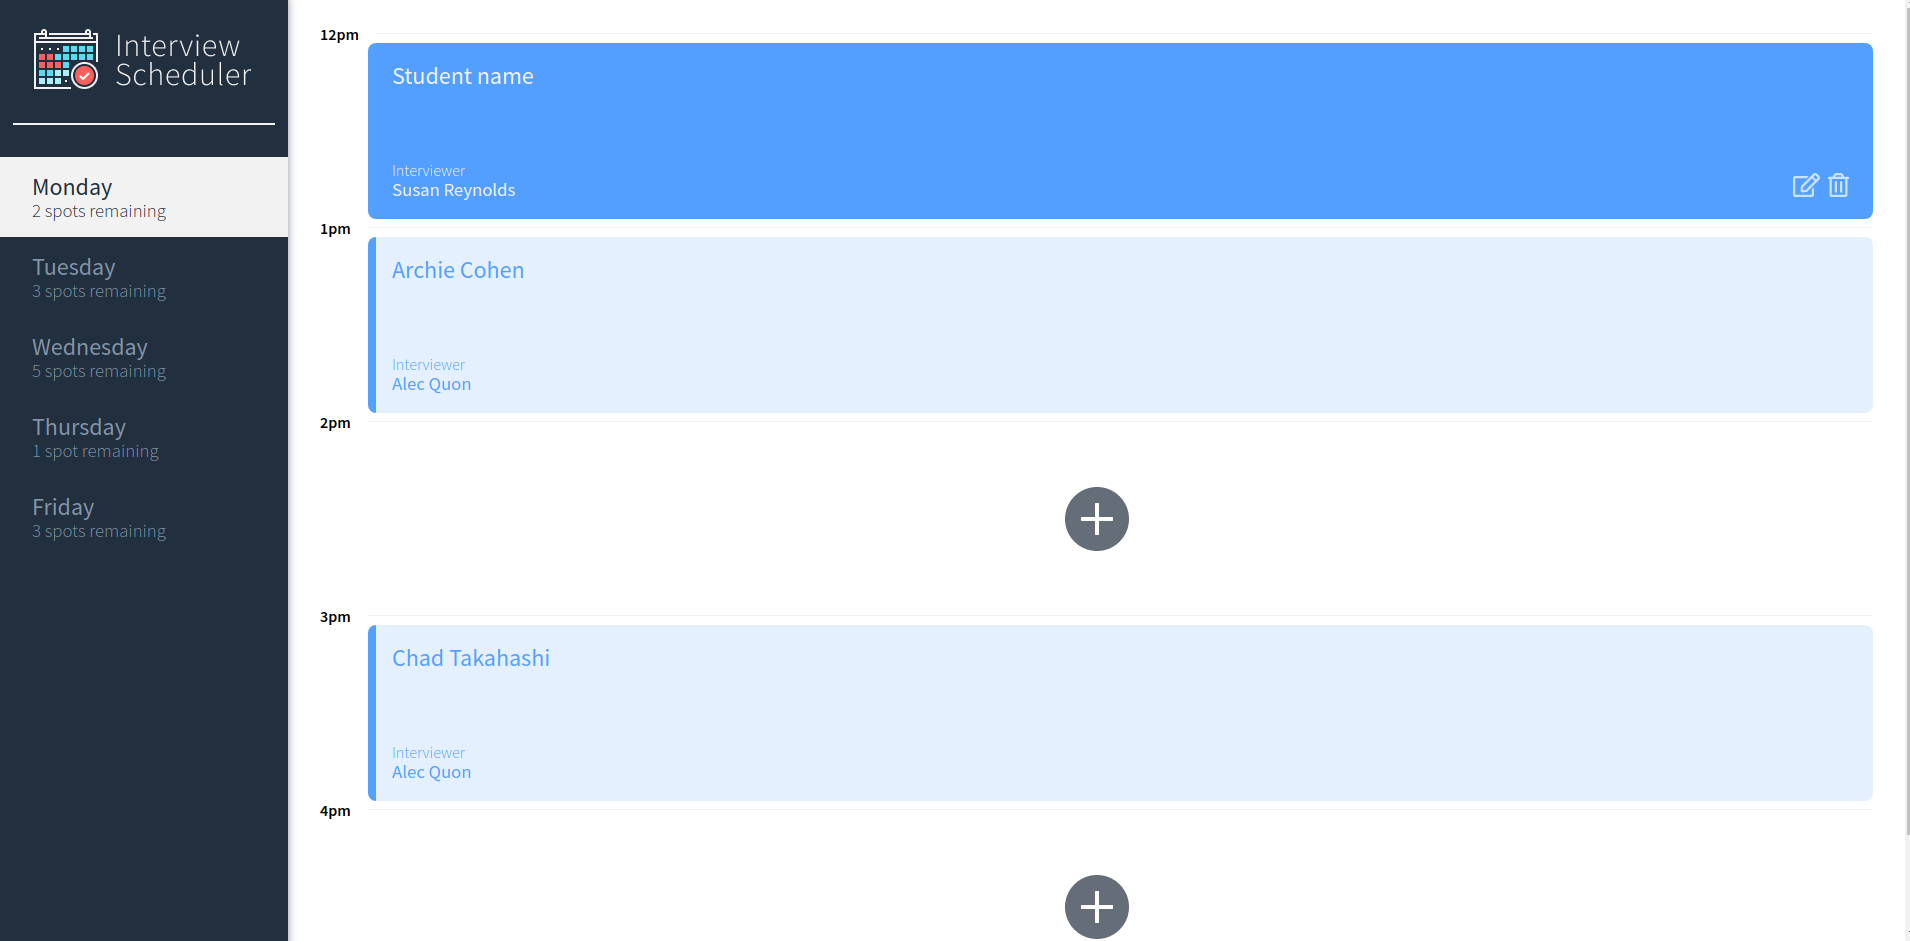 Interview
Scheduler
Monday
2 spots remaining
Tuesday
3 spots remaining
Wednesday
5 spots remaining
Thursday
1 spot remaining
Friday
3 spots remaining
12pm
Student name
Interviewer
Susan Reynolds
1pm
Archie Cohen
Interviewer
Alec Quon
2pm
3pm
Chad Takahashi
Interviewer
Alec Quon
4pm